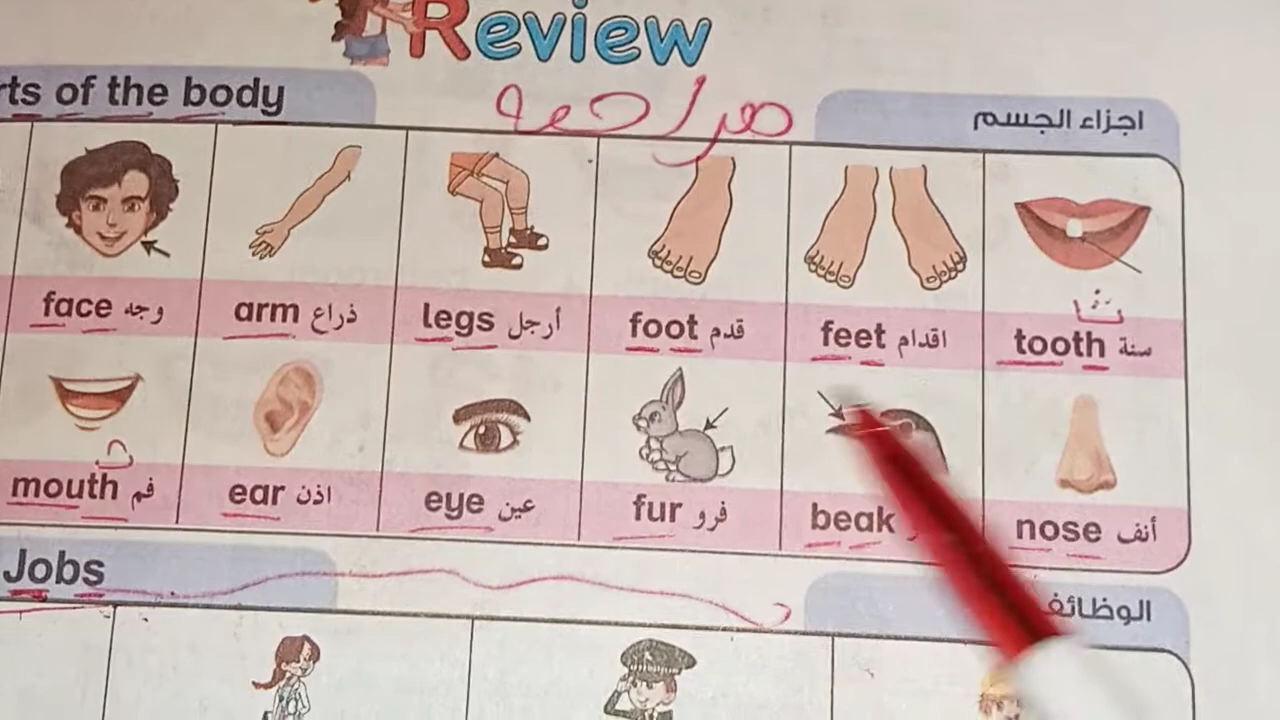 Review
مراجعة
rts of the body اجزاء الجسم
face وجه arm ذراع legs أرجل foot قدم feet اقدام tooth سنة
mouth فم ear اذن eye عين fur فرو beak nose أنف
Jobs الوظائف